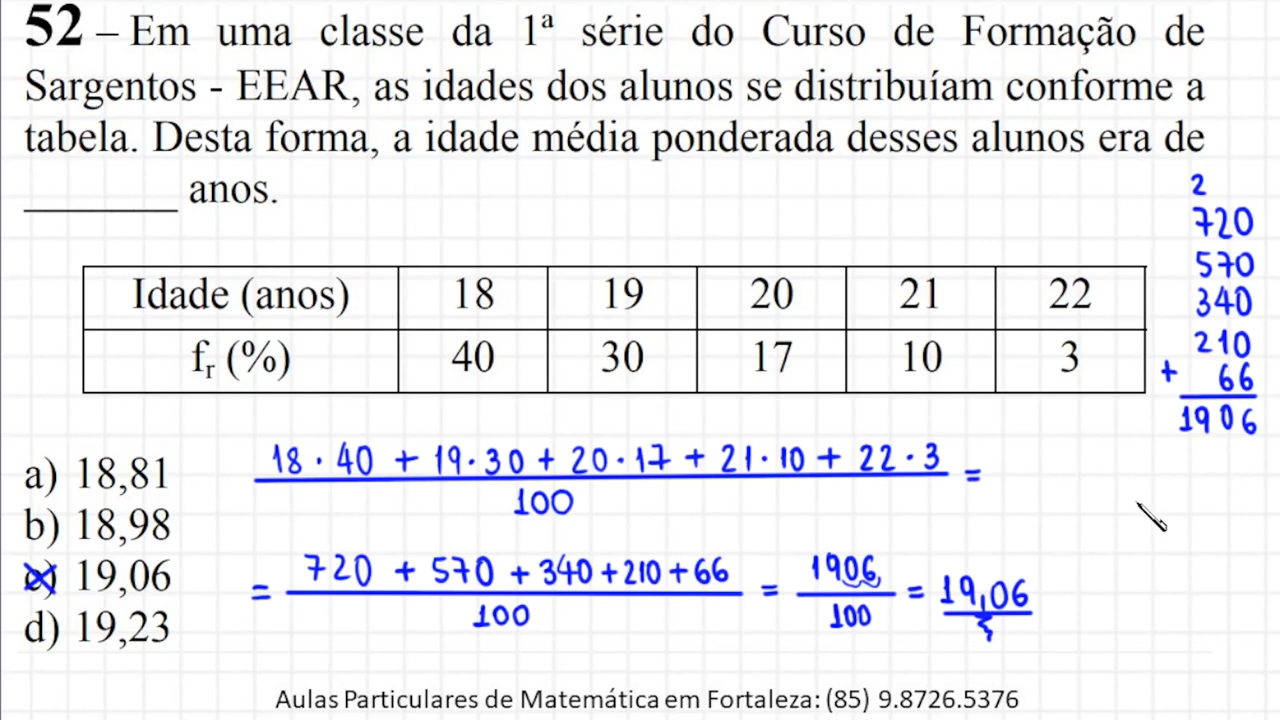 52 – Em uma classe da 1ª série do Curso de Formação de
Sargentos - EEAR, as idades dos alunos se distribuíam conforme a
tabela. Desta forma, a idade média ponderada desses alunos era de
________ anos.
2
720
570
340
210
+ 66
1906
Idade (anos) 18 19 20 21 22
fr (%) 40 30 17 10 3
a) 18,81
b) 18,98
c) 19,06
d) 19,23
18 · 40 + 19 · 30 + 20 · 17 + 21 · 10 + 22 · 3 =
100
= 720 + 570 + 340 + 210 + 66 = 1906 = 19,06
100 100
Aulas Particulares de Matemática em Fortaleza: (85) 9.8726.5376